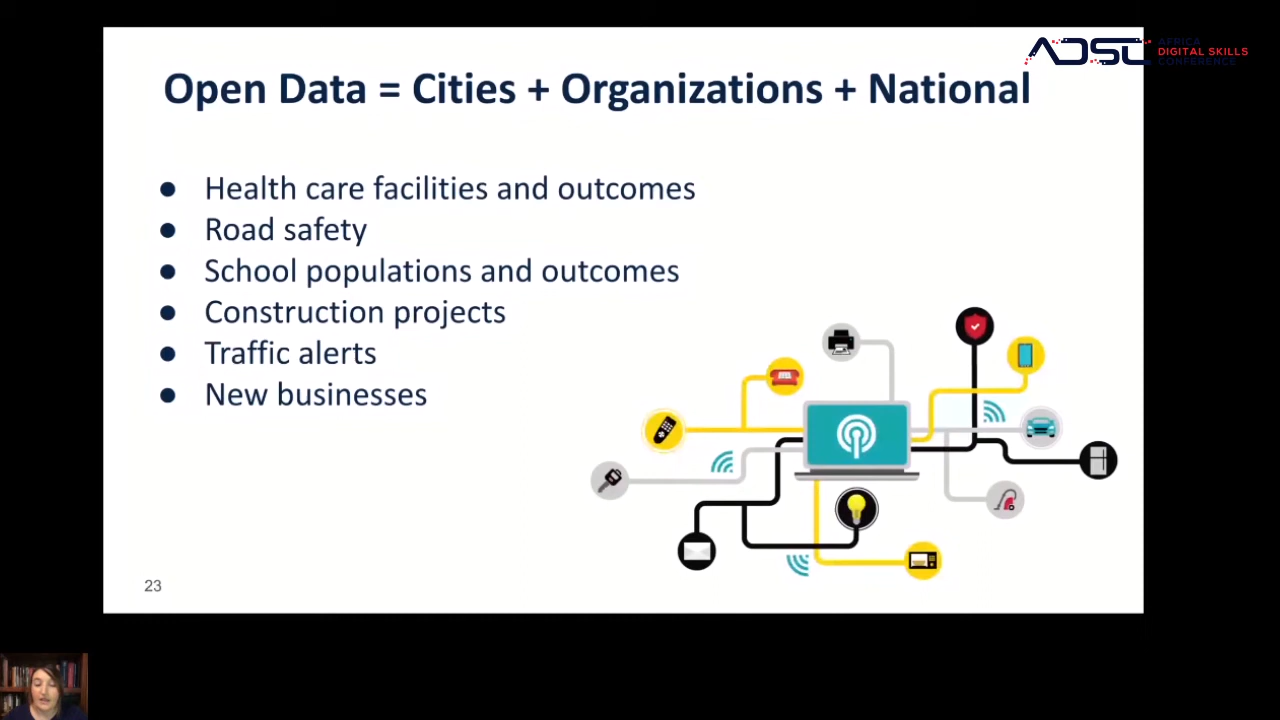 Open Data = Cities + Organizations + National
ADSC
AFRICA
DIGITAL SKILLS
CONFERENCE
● Health care facilities and outcomes
● Road safety
● School populations and outcomes
● Construction projects
● Traffic alerts
● New businesses
23